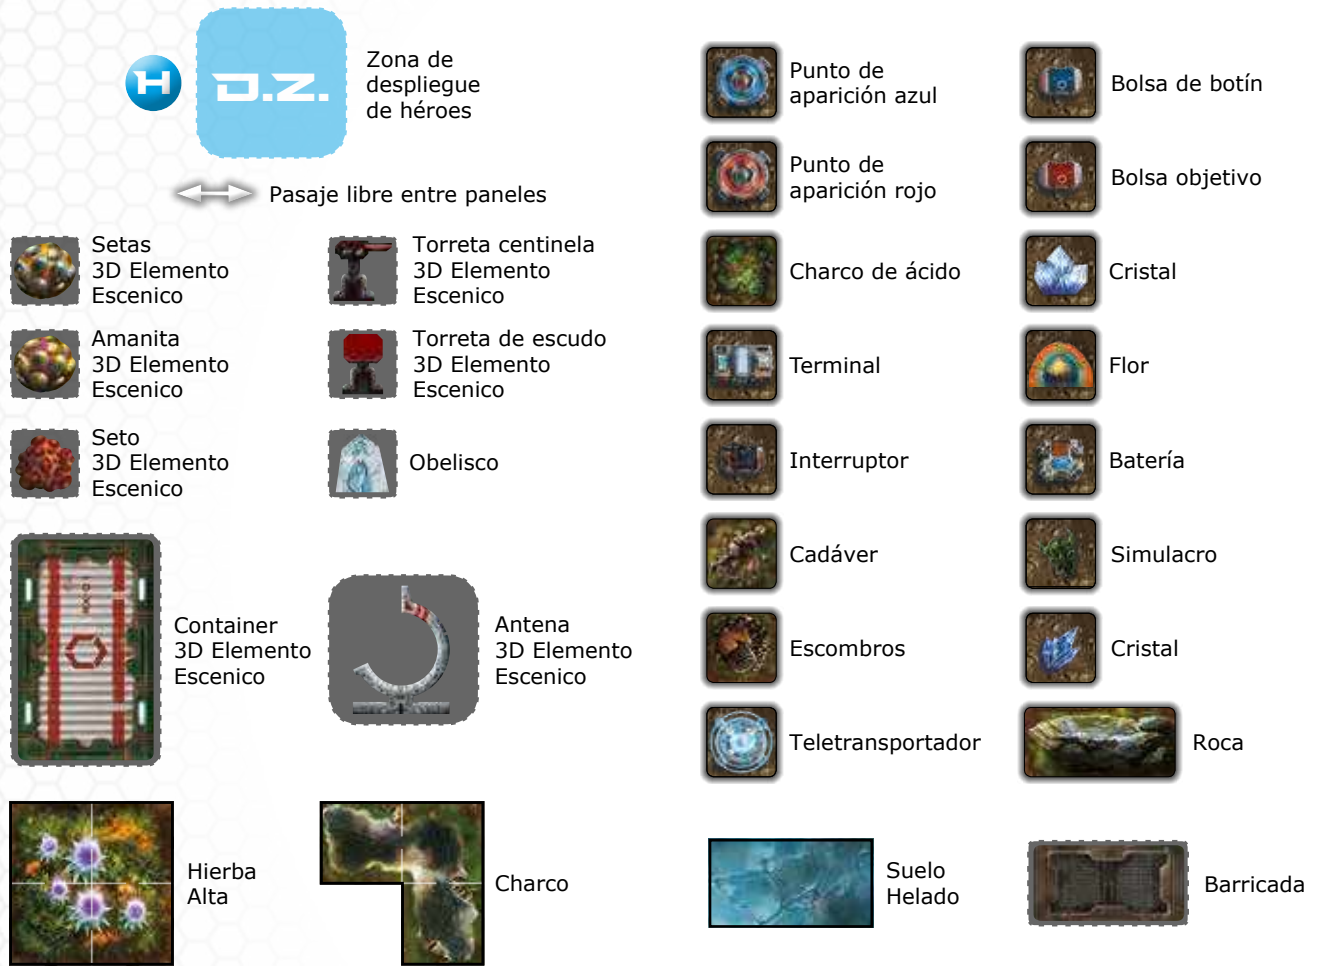 H
D.Z.
Zona de
despliegue
de héroes
Pasaje libre entre paneles
Setas
3D Elemento
Escenico
Torreta centinela
3D Elemento
Escenico
Amanita
3D Elemento
Escenico
Torreta de escudo
3D Elemento
Escenico
Seto
3D Elemento
Escenico
Obelisco
Container
3D Elemento
Escenico
Antena
3D Elemento
Escenico
Hierba
Alta
Charco
Punto de
aparición azul
Bolsa de botín
Punto de
aparición rojo
Bolsa objetivo
Charco de ácido
Cristal
Terminal
Flor
Interruptor
Batería
Cadáver
Simulacro
Escombros
Cristal
Teletransportador
Roca
Suelo
Helado
Barricada